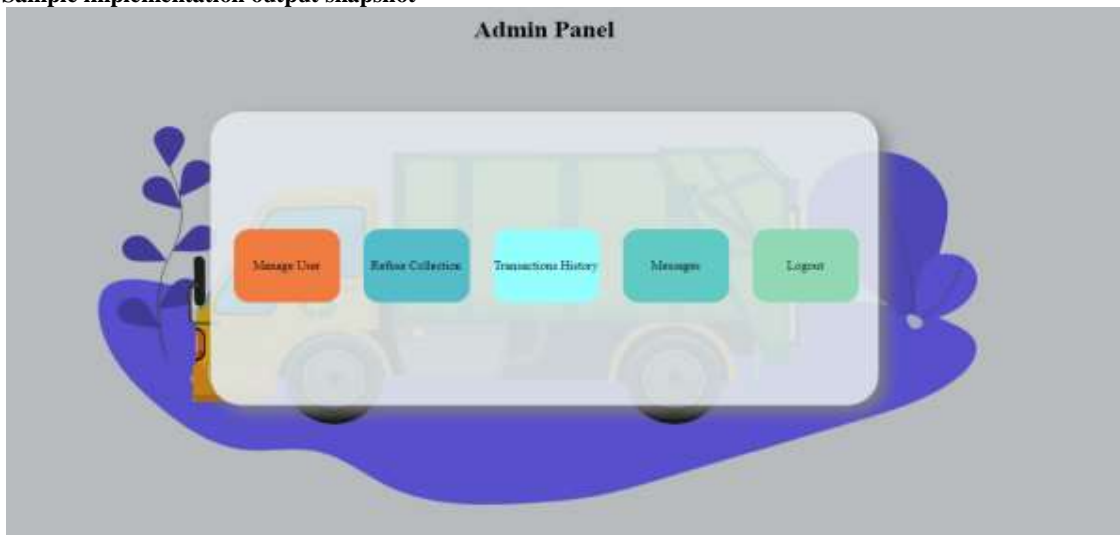 Sample implementation output snapshot
Admin Panel
Manage User
Refuse Collection
Transactions History
Messages
Logout